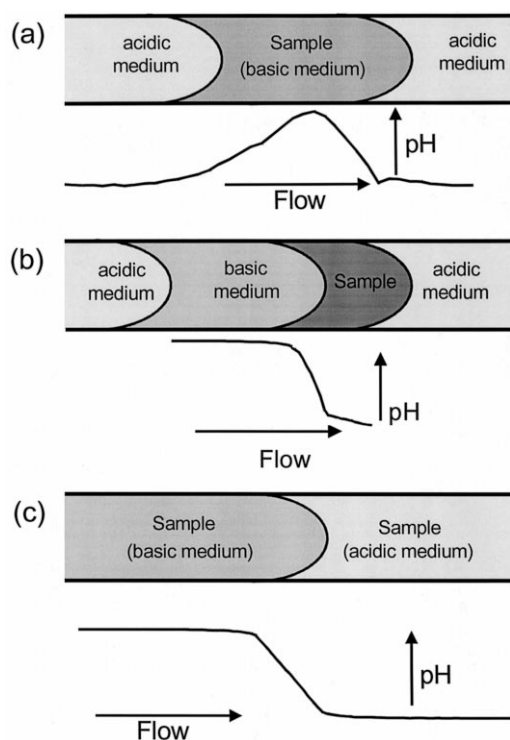 (a)
acidic
medium
Sample
(basic medium)
acidic
medium
pH
Flow
(b)
acidic
medium
basic
medium
Sample
acidic
medium
pH
Flow
(c)
Sample
(basic medium)
Sample
(acidic medium)
pH
Flow